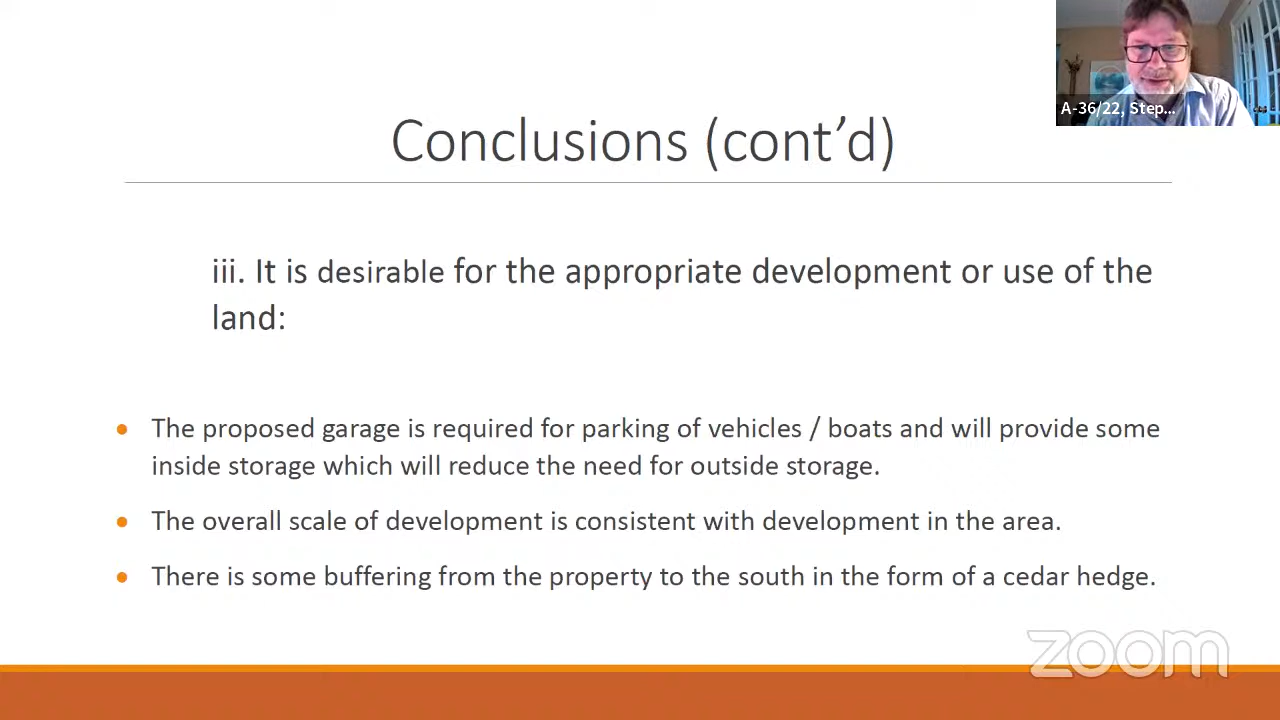 A-36/22, Step...
Conclusions (cont’d)
iii. It is desirable for the appropriate development or use of the
land:
• The proposed garage is required for parking of vehicles / boats and will provide some
inside storage which will reduce the need for outside storage.
• The overall scale of development is consistent with development in the area.
• There is some buffering from the property to the south in the form of a cedar hedge.
zoom